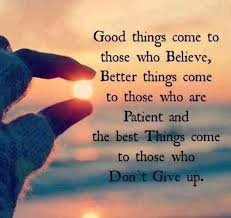 Good things come to
those who Believe,
Better things come
to those who are
Patient and
the best Things come
to those who
Don`t Give up.